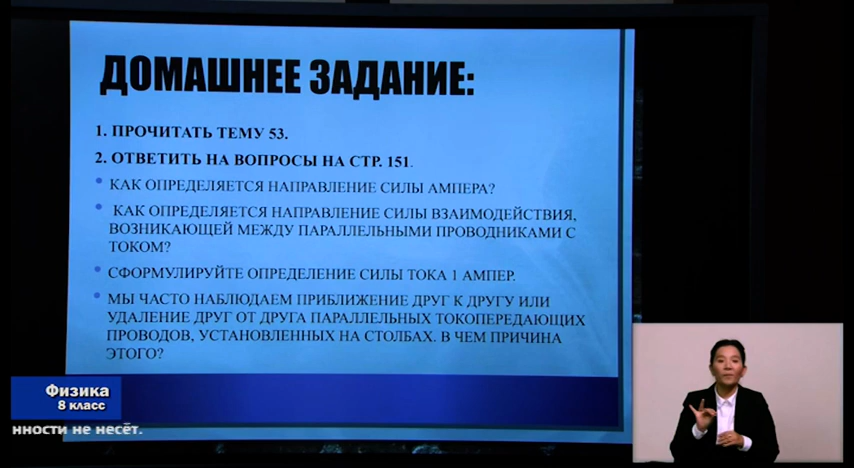 ДОМАШНЕЕ ЗАДАНИЕ:
1. ПРОЧИТАТЬ ТЕМУ 53.
2. ОТВЕТИТЬ НА ВОПРОСЫ НА СТР. 151.
• КАК ОПРЕДЕЛЯЕТСЯ НАПРАВЛЕНИЕ СИЛЫ АМПЕРА?
• КАК ОПРЕДЕЛЯЕТСЯ НАПРАВЛЕНИЕ СИЛЫ ВЗАИМОДЕЙСТВИЯ,
ВОЗНИКАЮЩЕЙ МЕЖДУ ПАРАЛЛЕЛЬНЫМИ ПРОВОДНИКАМИ С
ТОКОМ?
• СФОРМУЛИРУЙТЕ ОПРЕДЕЛЕНИЕ СИЛЫ ТОКА 1 АМПЕР.
• МЫ ЧАСТО НАБЛЮДАЕМ ПРИБЛИЖЕНИЕ ДРУГ К ДРУГУ ИЛИ
УДАЛЕНИЕ ДРУГ ОТ ДРУГА ПАРАЛЛЕЛЬНЫХ ТОКОПЕРЕДАЮЩИХ
ПРОВОДОВ, УСТАНОВЛЕННЫХ НА СТОЛБАХ. В ЧЕМ ПРИЧИНА
ЭТОГО?
Физика
8 класс
нности не несёт.